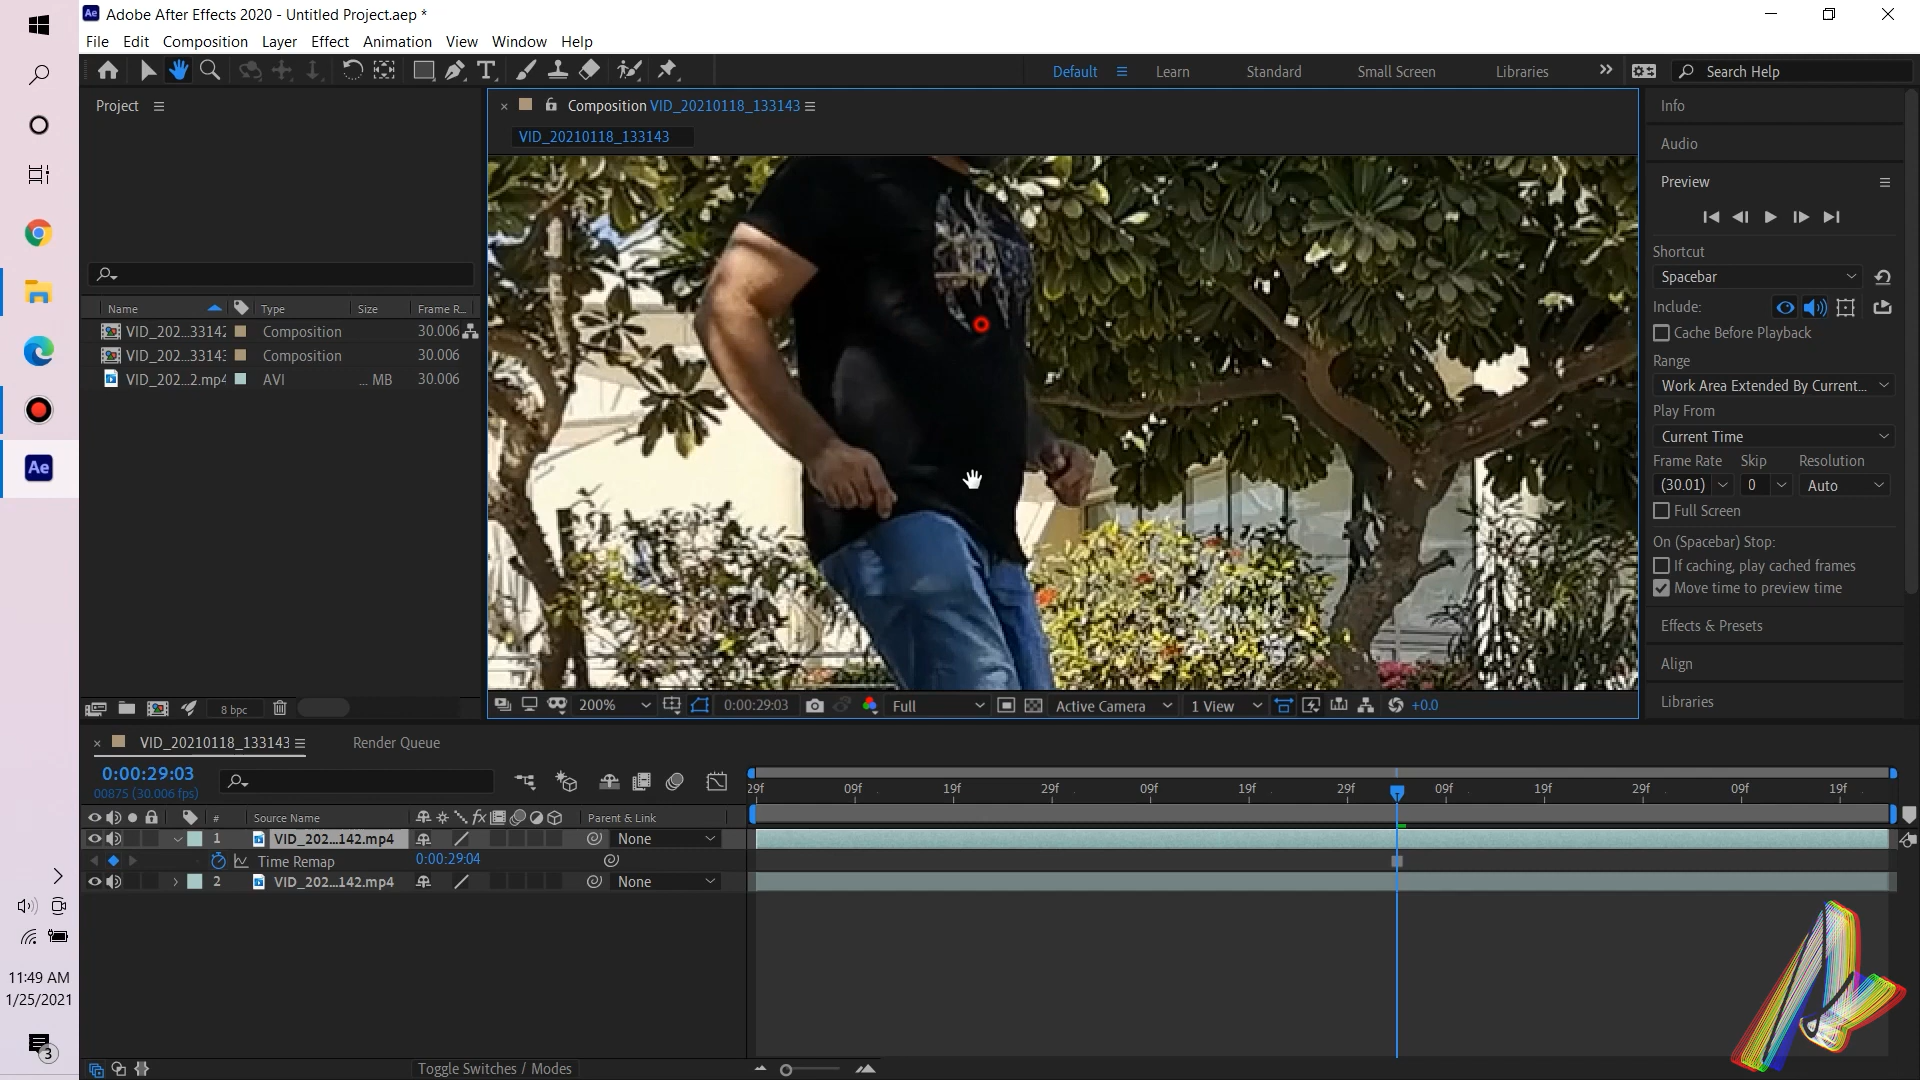 Adobe After Effects 2020 - Untitled Project.aep *
File Edit Composition Layer Effect Animation View Window Help
Default Learn Standard Small Screen Libraries Search Help
Project
Composition VID_20210118_133143
VID_20210118_133143
Name Type Size Frame R...
VID_202...33142 Composition 30.006
VID_202...33143 Composition 30.006
VID_202...2.mp4 AVI ... MB 30.006
8 bpc
200% 0:00:29:03 Full Active Camera 1 View +0.0
Info
Audio
Preview
Shortcut
Spacebar
Include:
Cache Before Playback
Range
Work Area Extended By Current...
Play From
Current Time
Frame Rate Skip Resolution
(30.01) 0 Auto
Full Screen
On (Spacebar) Stop:
If caching, play cached frames
Move time to preview time
Effects & Presets
Align
Libraries
VID_20210118_133143 Render Queue
0:00:29:03
00875 (30.006 fps)
29f 09f 19f 29f 09f 19f 29f 09f 19f 29f 09f 19f
# Source Name Parent & Link
1 VID_202...142.mp4 None
Time Remap 0:00:29:04
2 VID_202...142.mp4 None
Toggle Switches / Modes
Ae
Ae
11:49 AM
1/25/2021
3